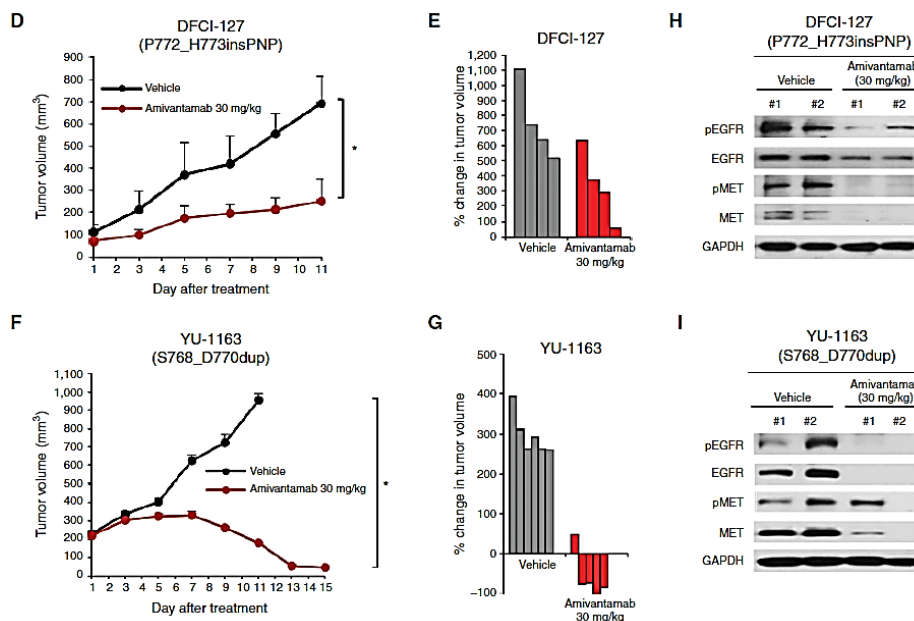 D
DFCI-127
(P772_H773insPNP)
Tumor volume (mm³)
900
800
700
600
500
400
300
200
100
0
Vehicle
Amivantamab 30 mg/kg
*
1 2 3 4 5 6 7 8 9 10 11
Day after treatment
E
DFCI-127
% change in tumor volume
1,100
1,000
900
800
700
600
500
400
300
200
100
0
Vehicle
Amivantamab
30 mg/kg
H
DFCI-127
(P772_H773insPNP)
Vehicle
Amivantamab
(30 mg/kg)
#1 #2 #1 #2
pEGFR
EGFR
pMET
MET
GAPDH
F
YU-1163
(S768_D770dup)
Tumor volume (mm³)
1,100
1,000
900
800
700
600
500
400
300
200
100
0
Vehicle
Amivantamab 30 mg/kg
*
1 2 3 4 5 6 7 8 9 10 11 12 13 14 15
Day after treatment
G
YU-1163
% change in tumor volume
500
400
300
200
100
0
−100
Vehicle
Amivantamab
30 mg/kg
I
YU-1163
(S768_D770dup)
Vehicle
Amivantamab
(30 mg/kg)
#1 #2 #1 #2
pEGFR
EGFR
pMET
MET
GAPDH